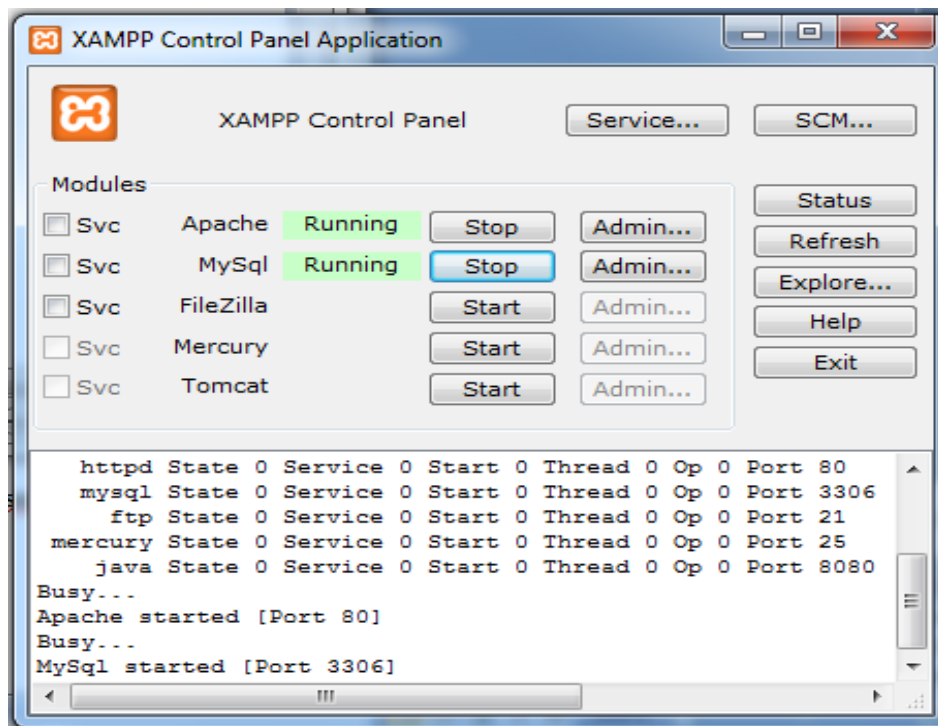 XAMPP Control Panel Application
XAMPP Control Panel Service... SCM...
Modules
Svc Apache Running Stop Admin...
Svc MySql Running Stop Admin...
Svc FileZilla Start Admin...
Svc Mercury Start Admin...
Svc Tomcat Start Admin...
Status
Refresh
Explore...
Help
Exit
httpd State 0 Service 0 Start 0 Thread 0 Op 0 Port 80
mysql State 0 Service 0 Start 0 Thread 0 Op 0 Port 3306
ftp State 0 Service 0 Start 0 Thread 0 Op 0 Port 21
mercury State 0 Service 0 Start 0 Thread 0 Op 0 Port 25
java State 0 Service 0 Start 0 Thread 0 Op 0 Port 8080
Busy...
Apache started [Port 80]
Busy...
MySql started [Port 3306]